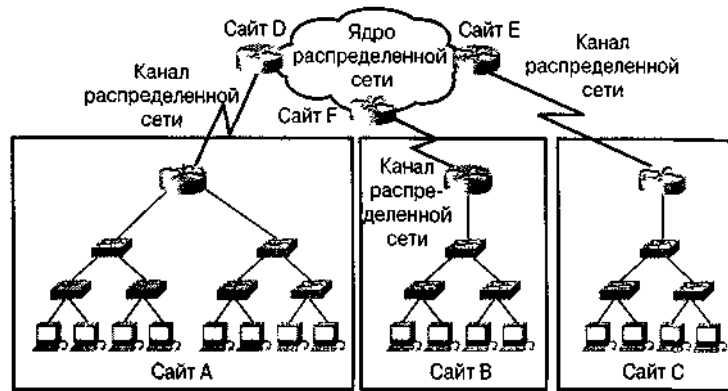 Сайт D
Ядро
распределенной
сети
Сайт E
Канал
распределенной
сети
Канал
распределенной
сети
Сайт F
Канал
распре-
деленной
сети
Сайт A
Сайт B
Сайт C